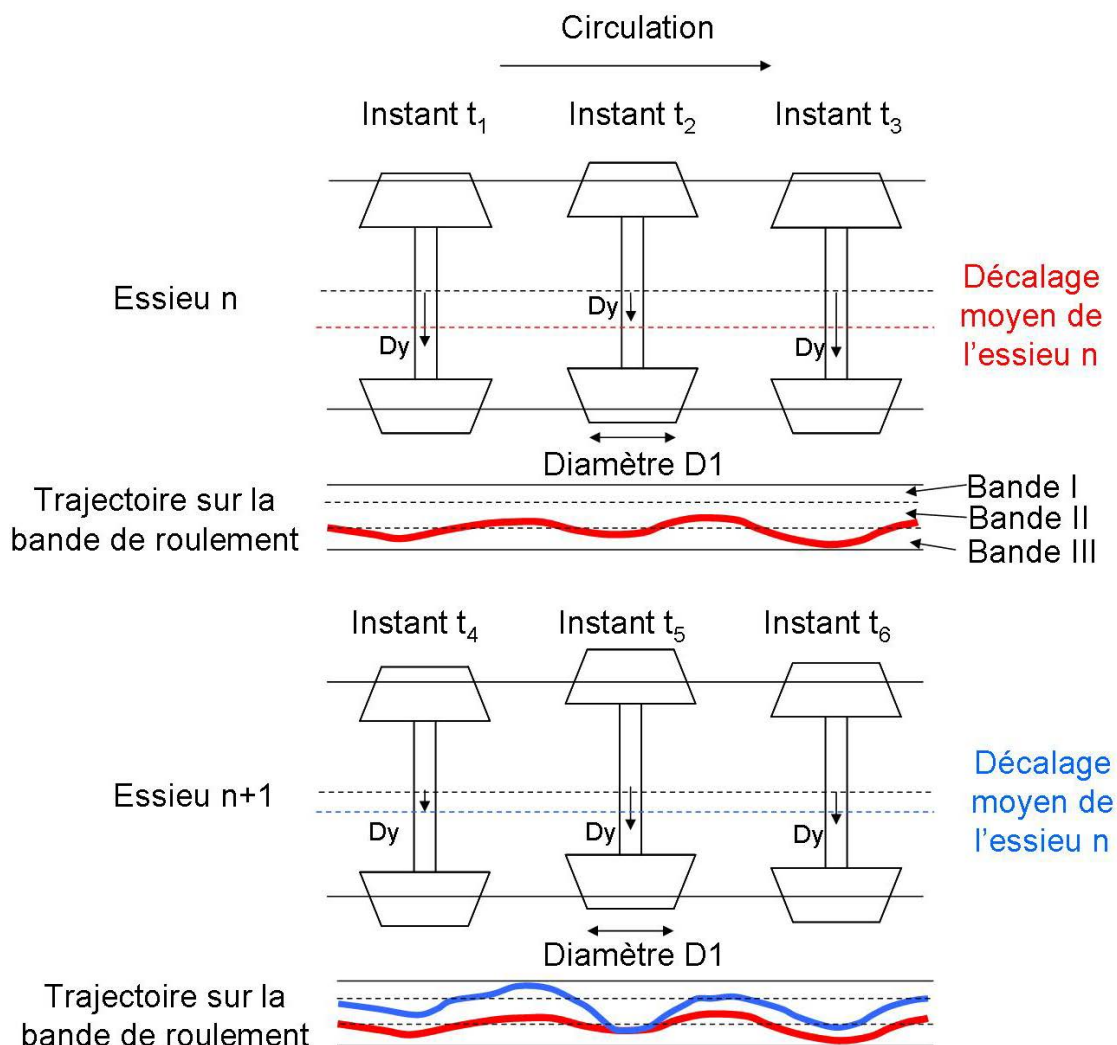 Circulation
Instant t₁ Instant t₂ Instant t₃
Essieu n
Dy
Dy
Dy
Décalage
moyen de
l'essieu n
Diamètre D1
Trajectoire sur la
bande de roulement
Bande I
Bande II
Bande III
Instant t₄ Instant t₅ Instant t₆
Essieu n+1
Dy
Dy
Dy
Décalage
moyen de
l'essieu n
Diamètre D1
Trajectoire sur la
bande de roulement